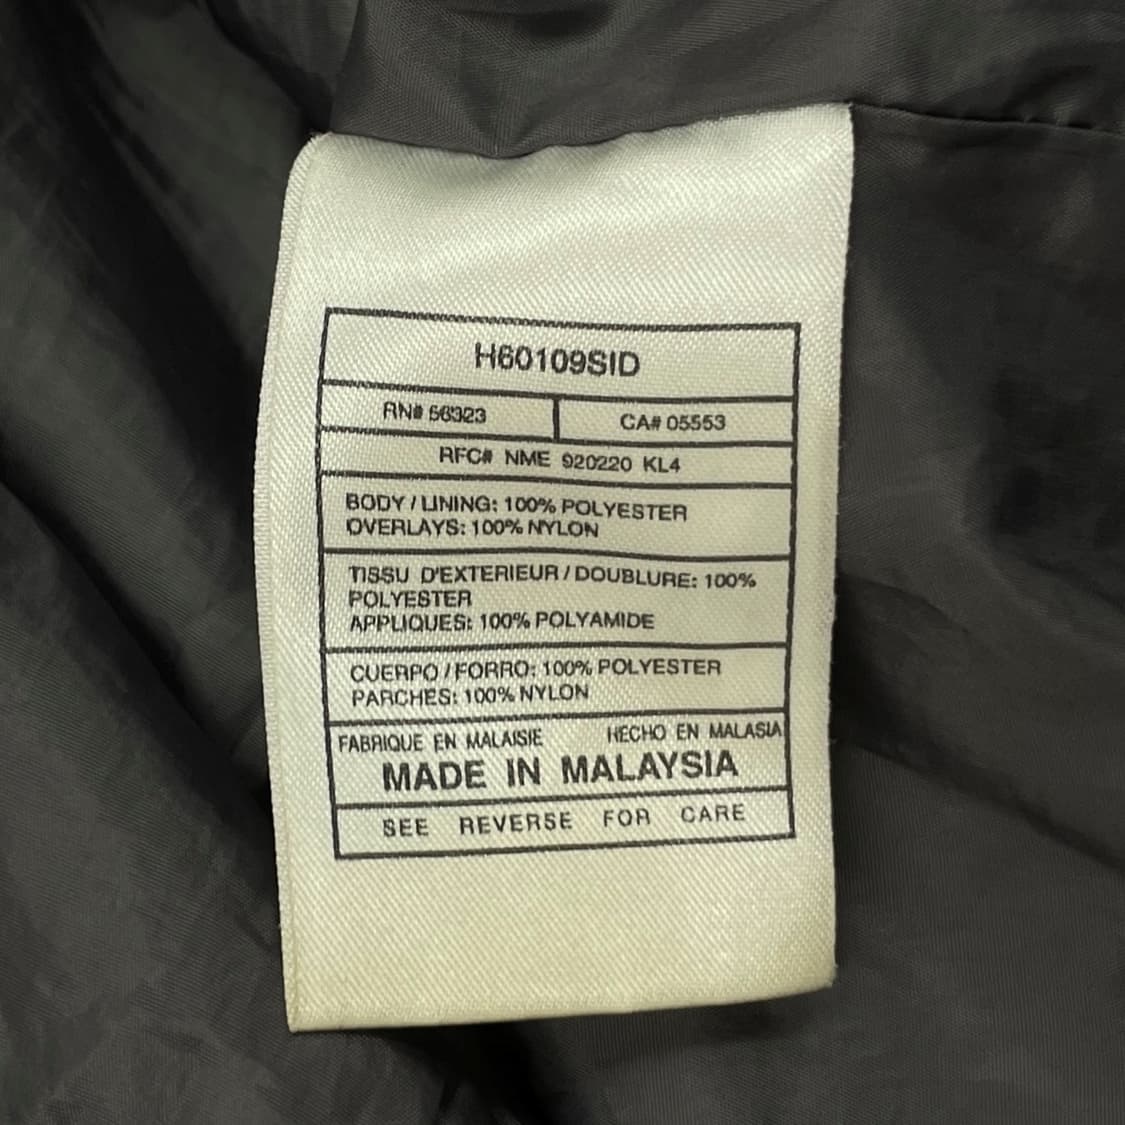 H60109SID
RN# 56323 CA# 05553
RFC# NME 920220 KL4
BODY / LINING: 100% POLYESTER
OVERLAYS: 100% NYLON
TISSU D'EXTERIEUR / DOUBLURE: 100%
POLYESTER
APPLIQUES: 100% POLYAMIDE
CUERPO / FORRO: 100% POLYESTER
PARCHES: 100% NYLON
FABRIQUE EN MALAISIE HECHO EN MALASIA
MADE IN MALAYSIA
SEE REVERSE FOR CARE